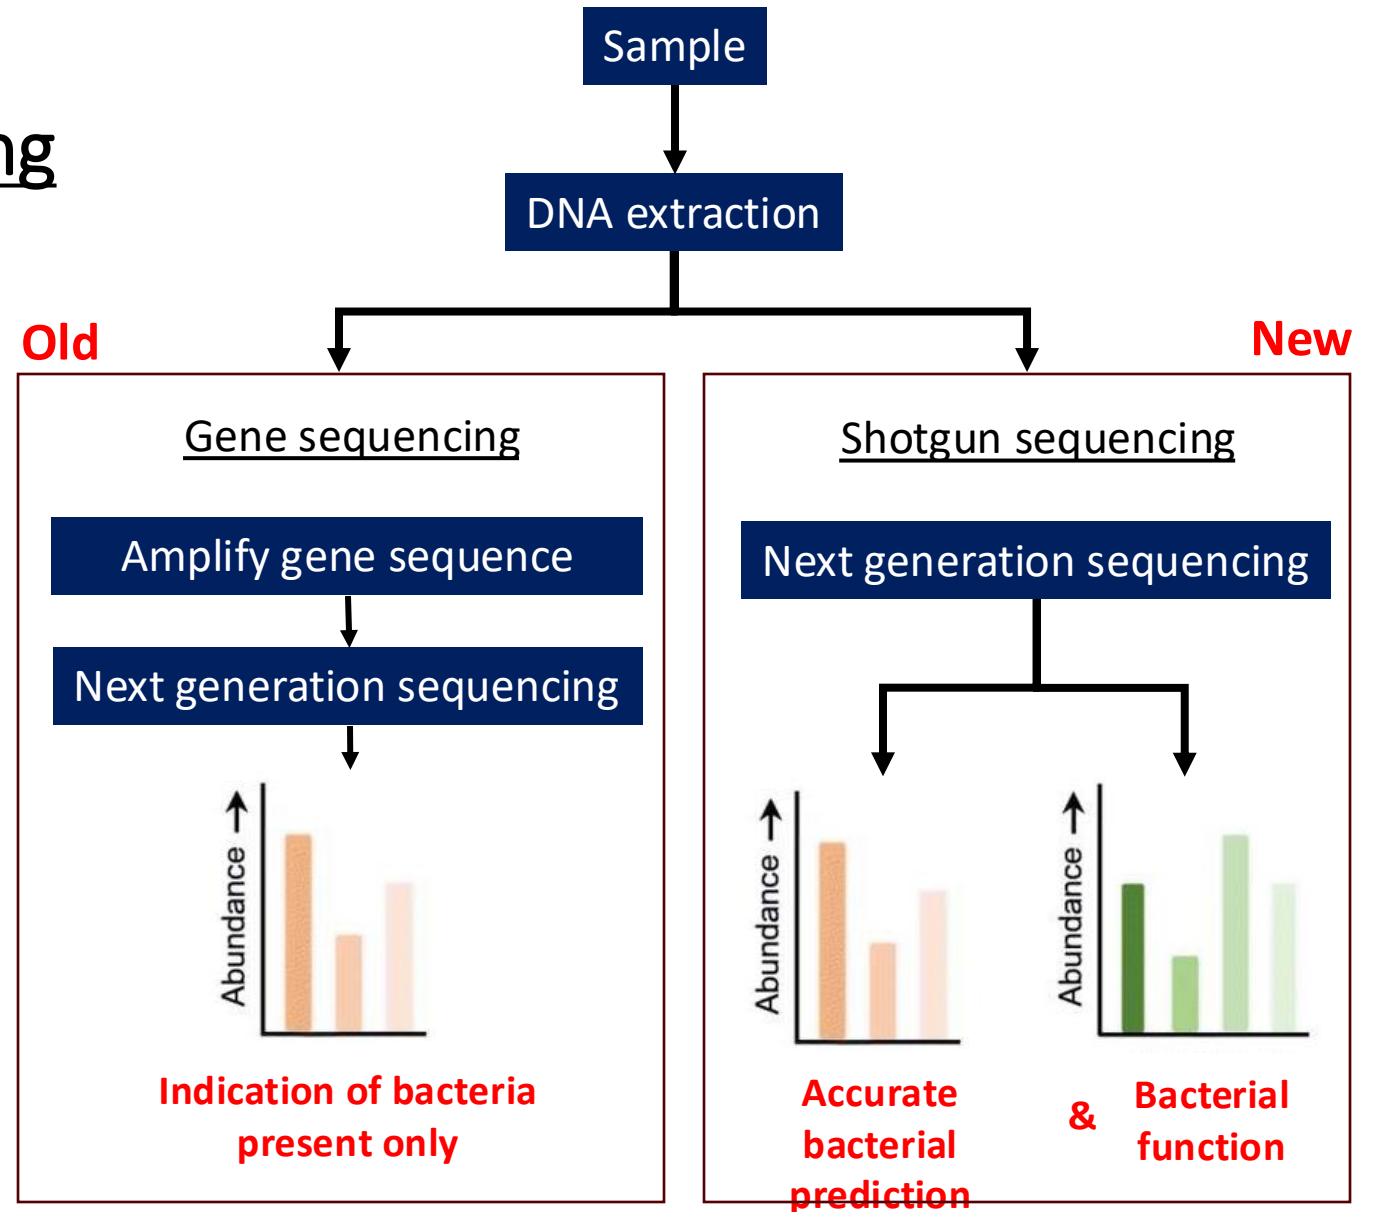 Sample
ng
DNA extraction
Old
New
Gene sequencing
Shotgun sequencing
Amplify gene sequence
Next generation sequencing
Next generation sequencing
Abundance
Abundance
Abundance
Indication of bacteria
present only
Accurate
bacterial
prediction
&
Bacterial
function